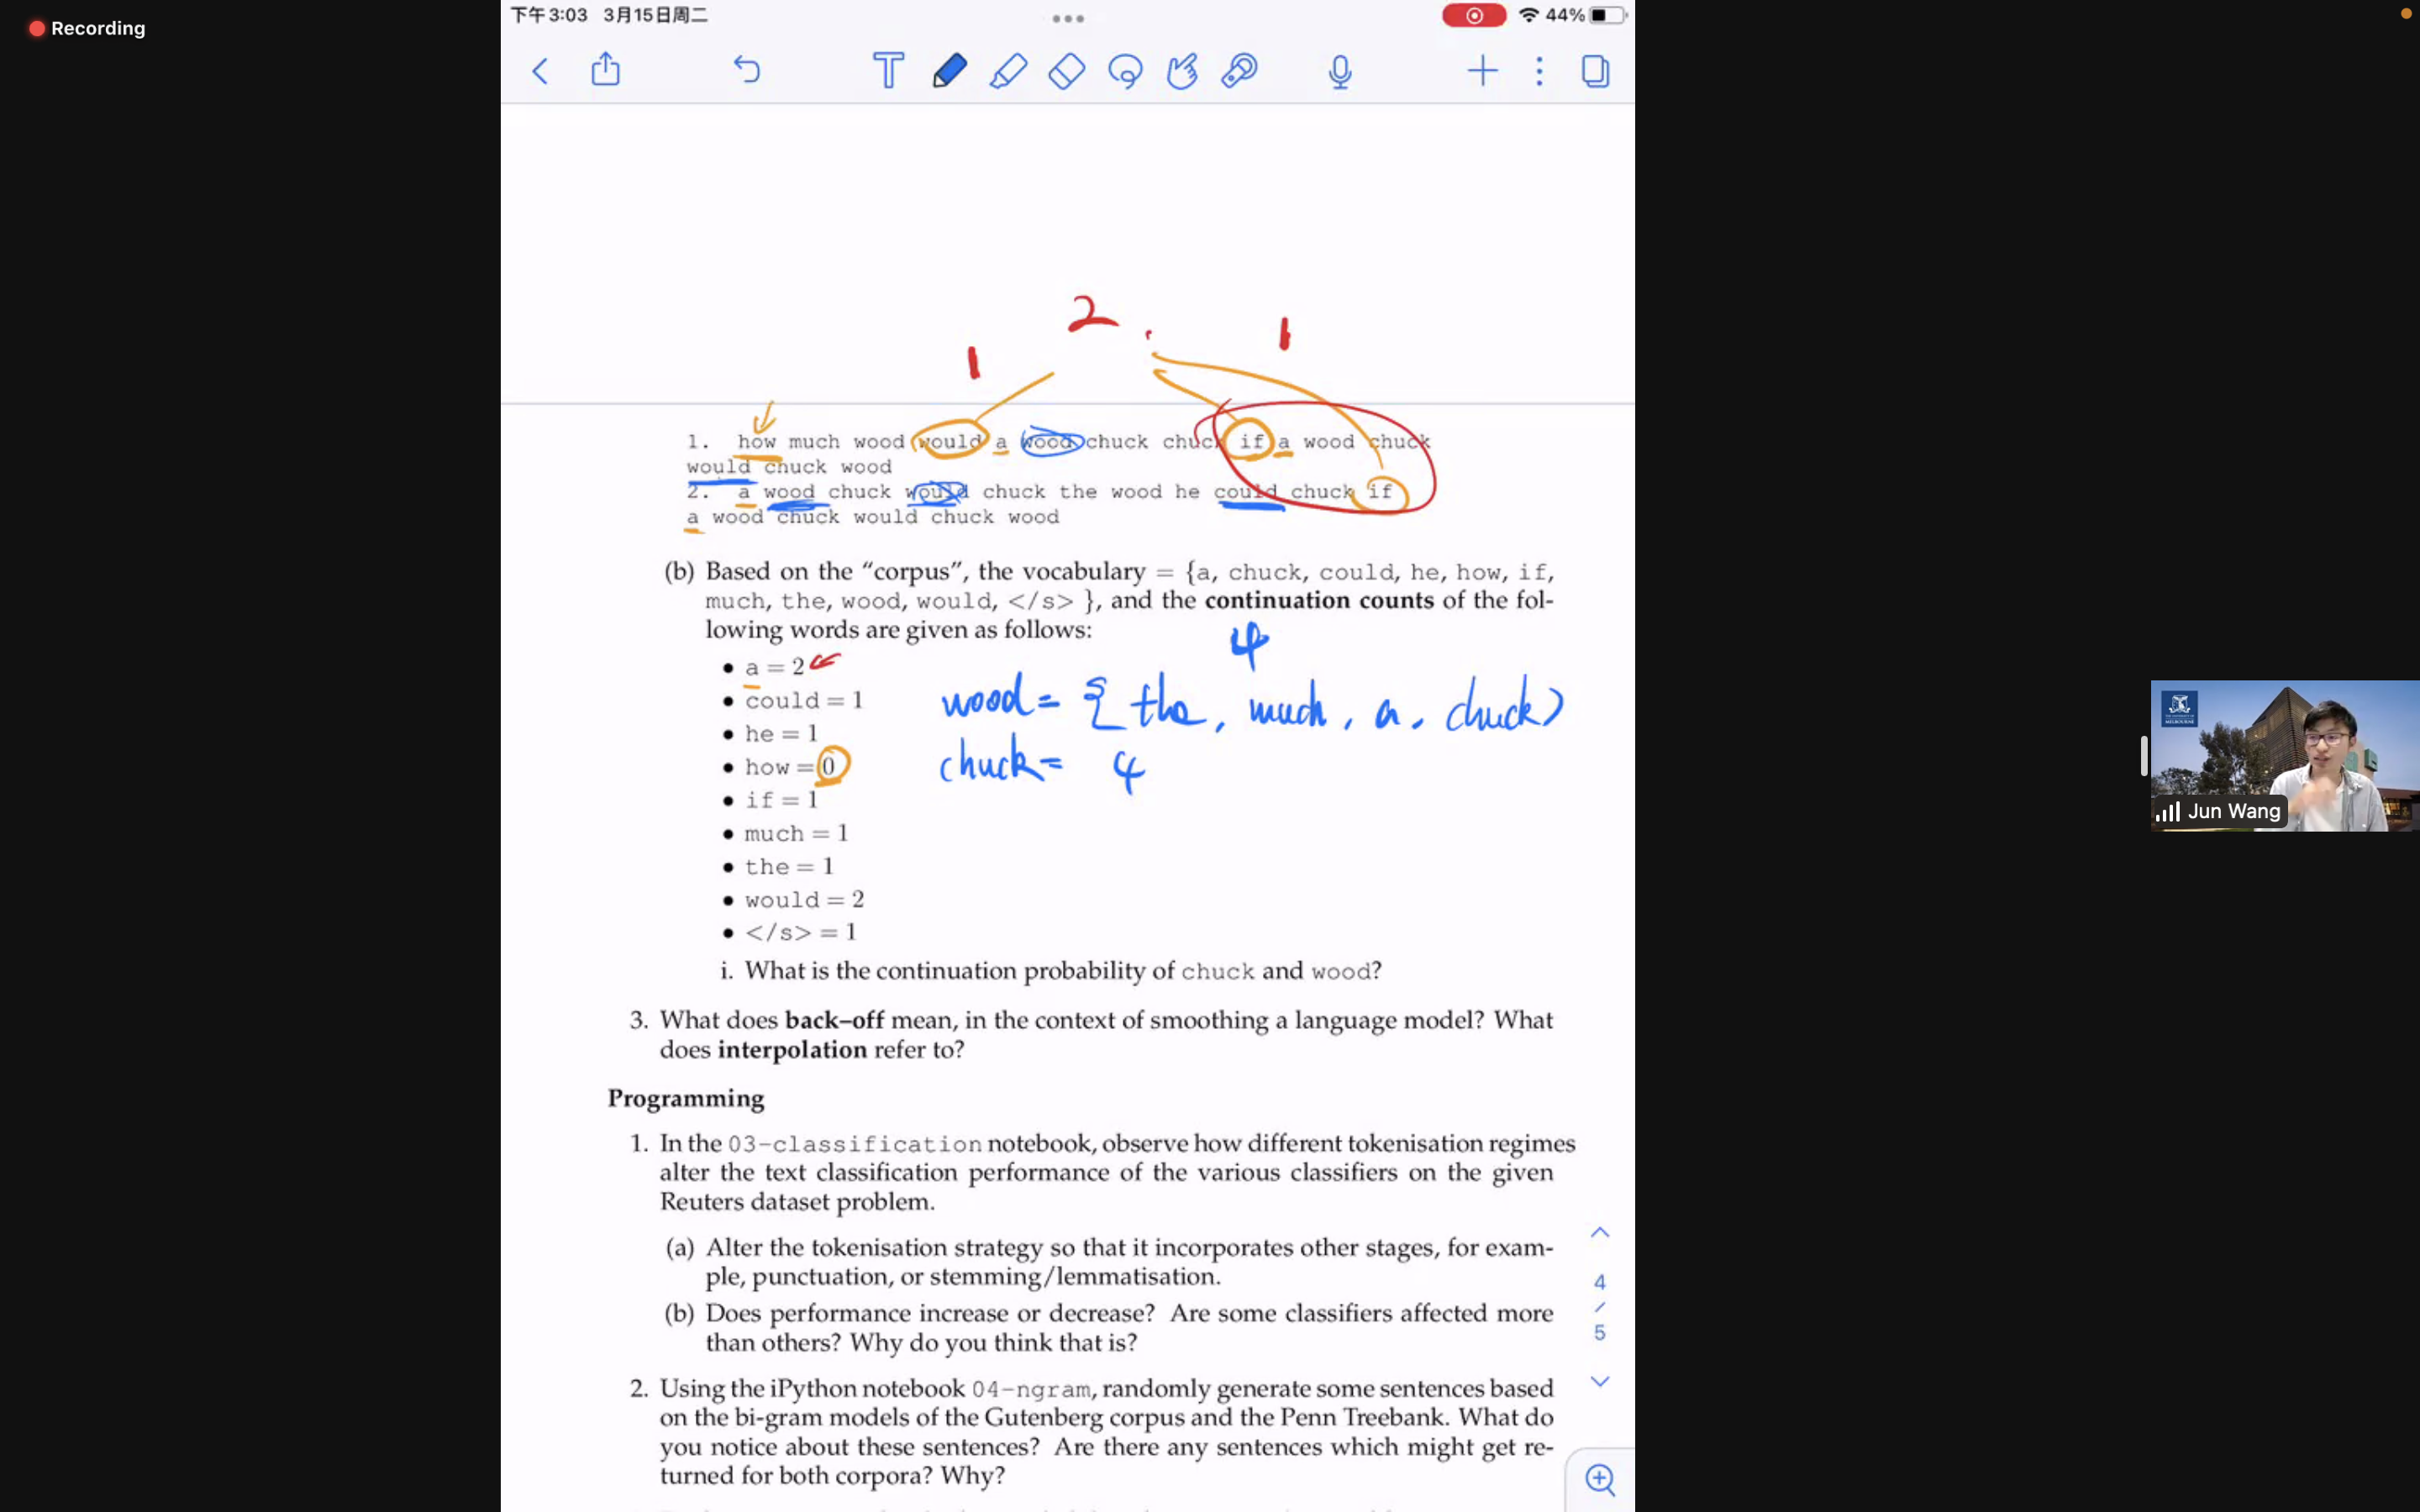 Recording
下午3:03 3月15日周二
44%
2
1
1
1. how much wood would a wood chuck chuck if a wood chuck
would chuck wood
2. a wood chuck would chuck the wood he could chuck if
a wood chuck would chuck wood
(b) Based on the “corpus”, the vocabulary = {a, chuck, could, he, how, if,
much, the, wood, would, </s> }, and the continuation counts of the fol-
lowing words are given as follows:
4
• a = 2
wood = { the, much, a, chuck}
• could = 1
• he = 1
chuck = 4
• how = 0
• if = 1
• much = 1
• the = 1
• would = 2
• </s> = 1
i. What is the continuation probability of chuck and wood?
3. What does back–off mean, in the context of smoothing a language model? What
does interpolation refer to?
Programming
1. In the 03-classification notebook, observe how different tokenisation regimes
alter the text classification performance of the various classifiers on the given
Reuters dataset problem.
(a) Alter the tokenisation strategy so that it incorporates other stages, for exam-
ple, punctuation, or stemming/lemmatisation.
(b) Does performance increase or decrease? Are some classifiers affected more
than others? Why do you think that is?
2. Using the iPython notebook 04-ngram, randomly generate some sentences based
on the bi-gram models of the Gutenberg corpus and the Penn Treebank. What do
you notice about these sentences? Are there any sentences which might get re-
turned for both corpora? Why?
4
/
5
MELBOURNE
Jun Wang